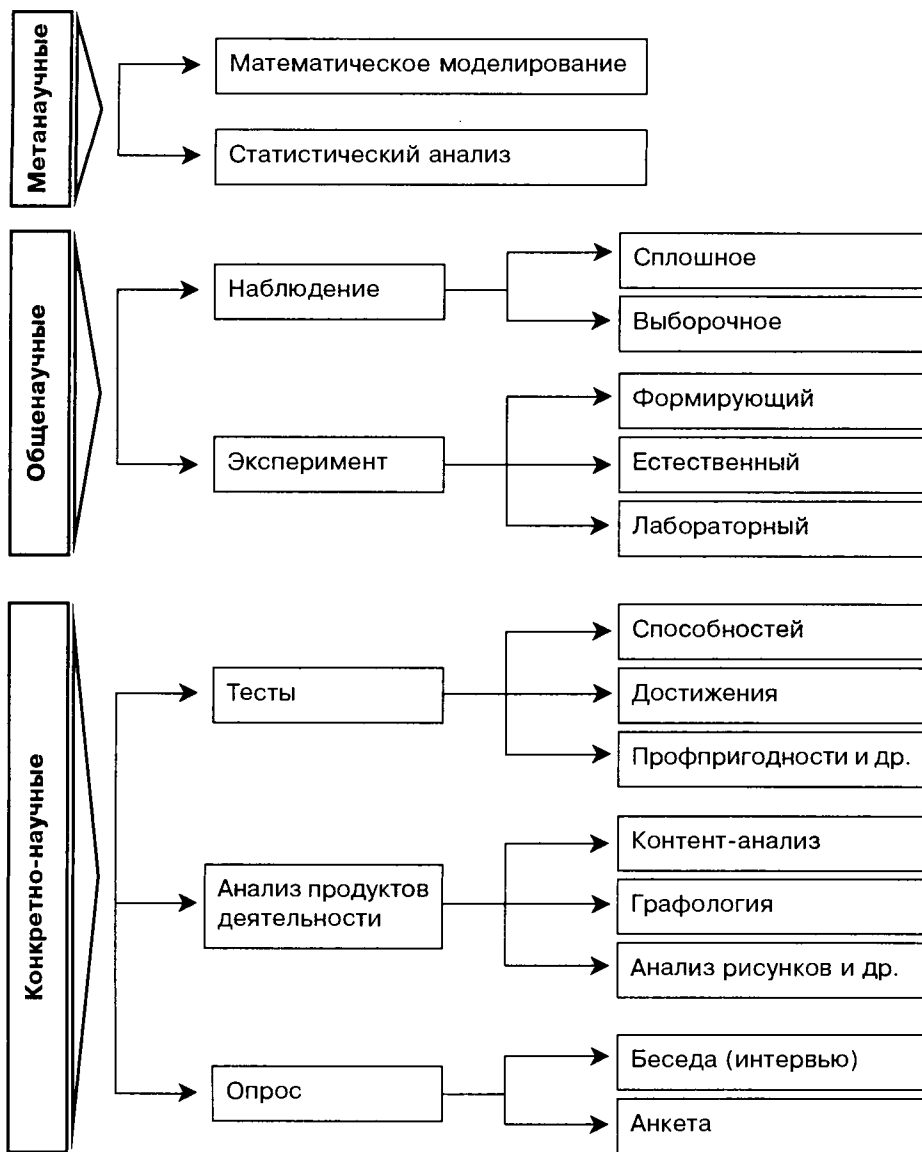 Метанаучные
Математическое моделирование
Статистический анализ
Общенаучные
Наблюдение
Сплошное
Выборочное
Эксперимент
Формирующий
Естественный
Лабораторный
Конкретно-научные
Тесты
Способностей
Достижения
Профпригодности и др.
Анализ продуктов
деятельности
Контент-анализ
Графология
Анализ рисунков и др.
Опрос
Беседа (интервью)
Анкета